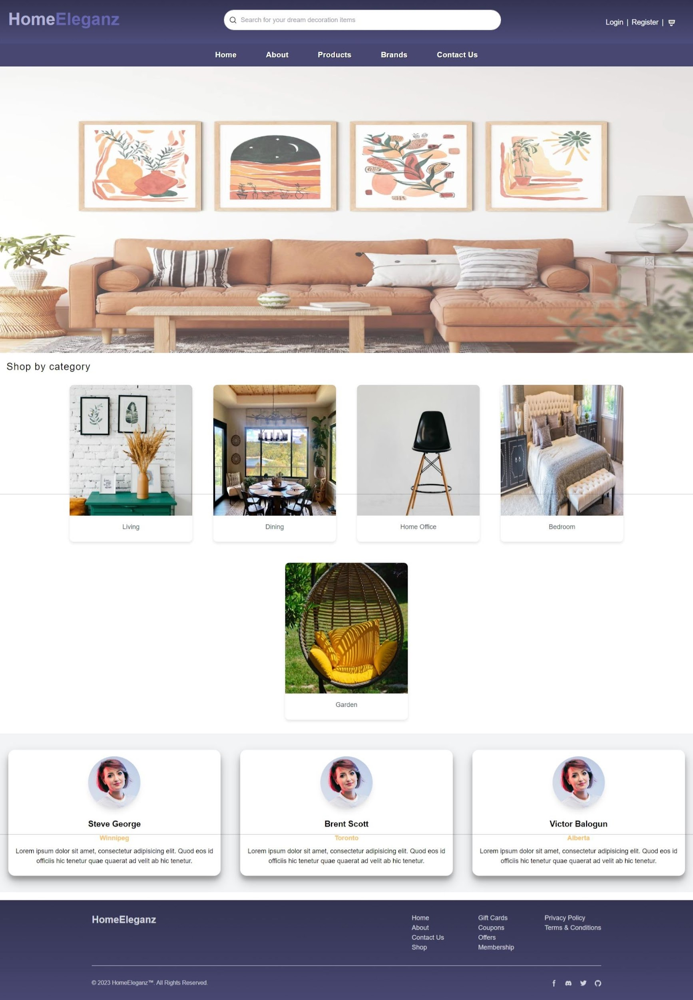 HomeEleganz
Search for your dream decoration items
Login | Register |
Home About Products Brands Contact Us
Shop by category
Living
Dining
Home Office
Bedroom
Garden
Steve George
Winnipeg
Lorem ipsum dolor sit amet, consectetur adipisicing elit. Quod eos id
officiis hic tenetur quae quaerat ad velit ab hic tenetur.
Brent Scott
Toronto
Lorem ipsum dolor sit amet, consectetur adipisicing elit. Quod eos id
officiis hic tenetur quae quaerat ad velit ab hic tenetur.
Victor Balogun
Alberta
Lorem ipsum dolor sit amet, consectetur adipisicing elit. Quod eos id
officiis hic tenetur quae quaerat ad velit ab hic tenetur.
HomeEleganz
Home
About
Contact Us
Shop
Gift Cards
Coupons
Offers
Membership
Privacy Policy
Terms & Conditions
© 2023 HomeEleganz™. All Rights Reserved.